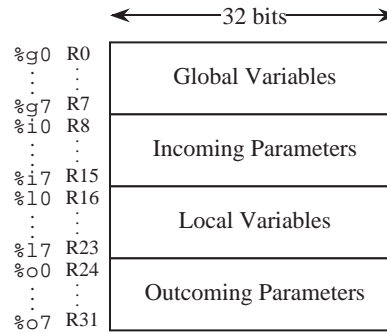 32 bits
%g0 R0
Global Variables
%g7 R7
%i0 R8
Incoming Parameters
%i7 R15
%l0 R16
Local Variables
%l7 R23
%o0 R24
Outcoming Parameters
%o7 R31